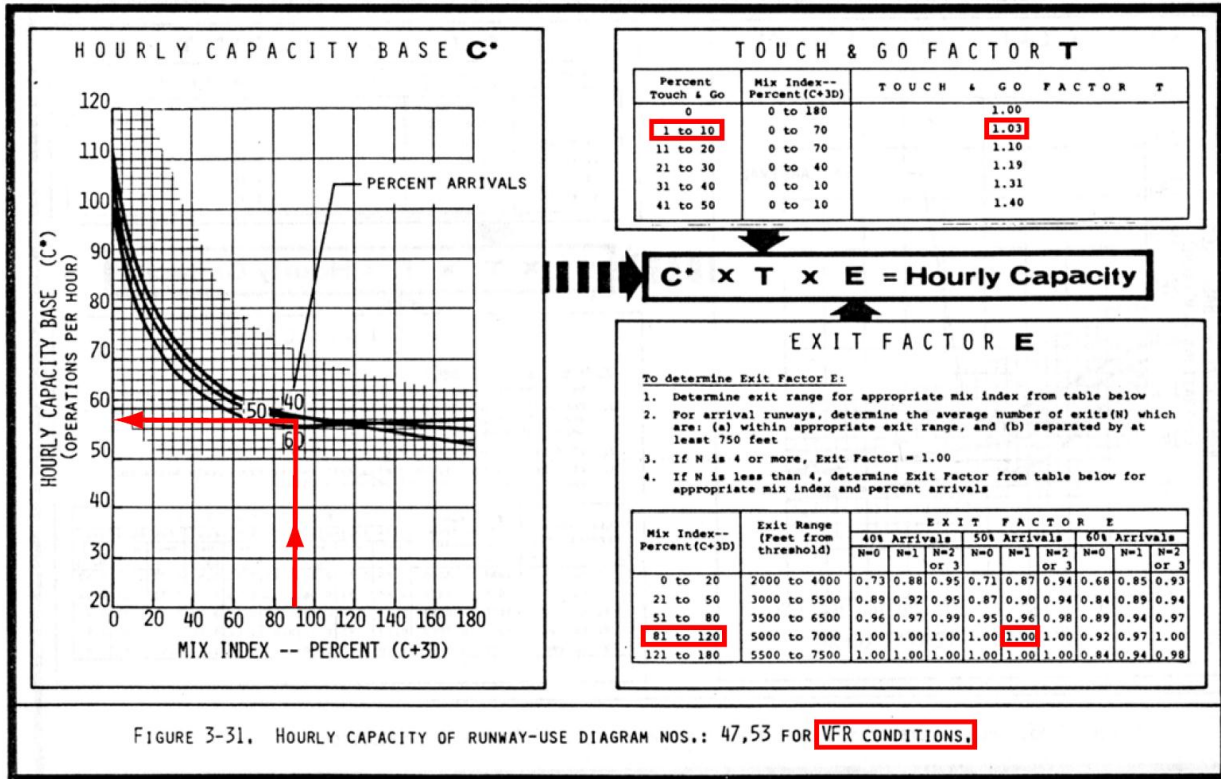 HOURLY CAPACITY BASE C*
120
110
100
90
80
70
60
50
40
30
20
HOURLY CAPACITY BASE (C*)
(OPERATIONS PER HOUR)
PERCENT ARRIVALS
40
50
60
0 20 40 60 80 100 120 140 160 180
MIX INDEX -- PERCENT (C+3D)
TOUCH & GO FACTOR T
Percent Touch & Go Mix Index-- Percent(C+3D) TOUCH & GO FACTOR T
0 0 to 180 1.00
1 to 10 0 to 70 1.03
11 to 20 0 to 70 1.10
21 to 30 0 to 40 1.19
31 to 40 0 to 10 1.31
41 to 50 0 to 10 1.40
C* x T x E = Hourly Capacity
EXIT FACTOR E
To determine Exit Factor E:
1. Determine exit range for appropriate mix index from table below
2. For arrival runways, determine the average number of exits(N) which
are: (a) within appropriate exit range, and (b) separated by at
least 750 feet
3. If N is 4 or more, Exit Factor = 1.00
4. If N is less than 4, determine Exit Factor from table below for
appropriate mix index and percent arrivals
Mix Index-- Percent(C+3D) Exit Range (Feet from threshold) EXIT FACTOR E
40% Arrivals 50% Arrivals 60% Arrivals
N=0 N=1 N=2 or 3 N=0 N=1 N=2 or 3 N=0 N=1 N=2 or 3
0 to 20 2000 to 4000 0.73 0.88 0.95 0.71 0.87 0.94 0.68 0.85 0.93
21 to 50 3000 to 5500 0.89 0.92 0.95 0.87 0.90 0.94 0.84 0.89 0.94
51 to 80 3500 to 6500 0.96 0.97 0.99 0.95 0.96 0.98 0.89 0.94 0.97
81 to 120 5000 to 7000 1.00 1.00 1.00 1.00 1.00 1.00 0.92 0.97 1.00
121 to 180 5500 to 7500 1.00 1.00 1.00 1.00 1.00 1.00 0.84 0.94 0.98
FIGURE 3-31. HOURLY CAPACITY OF RUNWAY-USE DIAGRAM NOS.: 47,53 FOR VFR CONDITIONS.